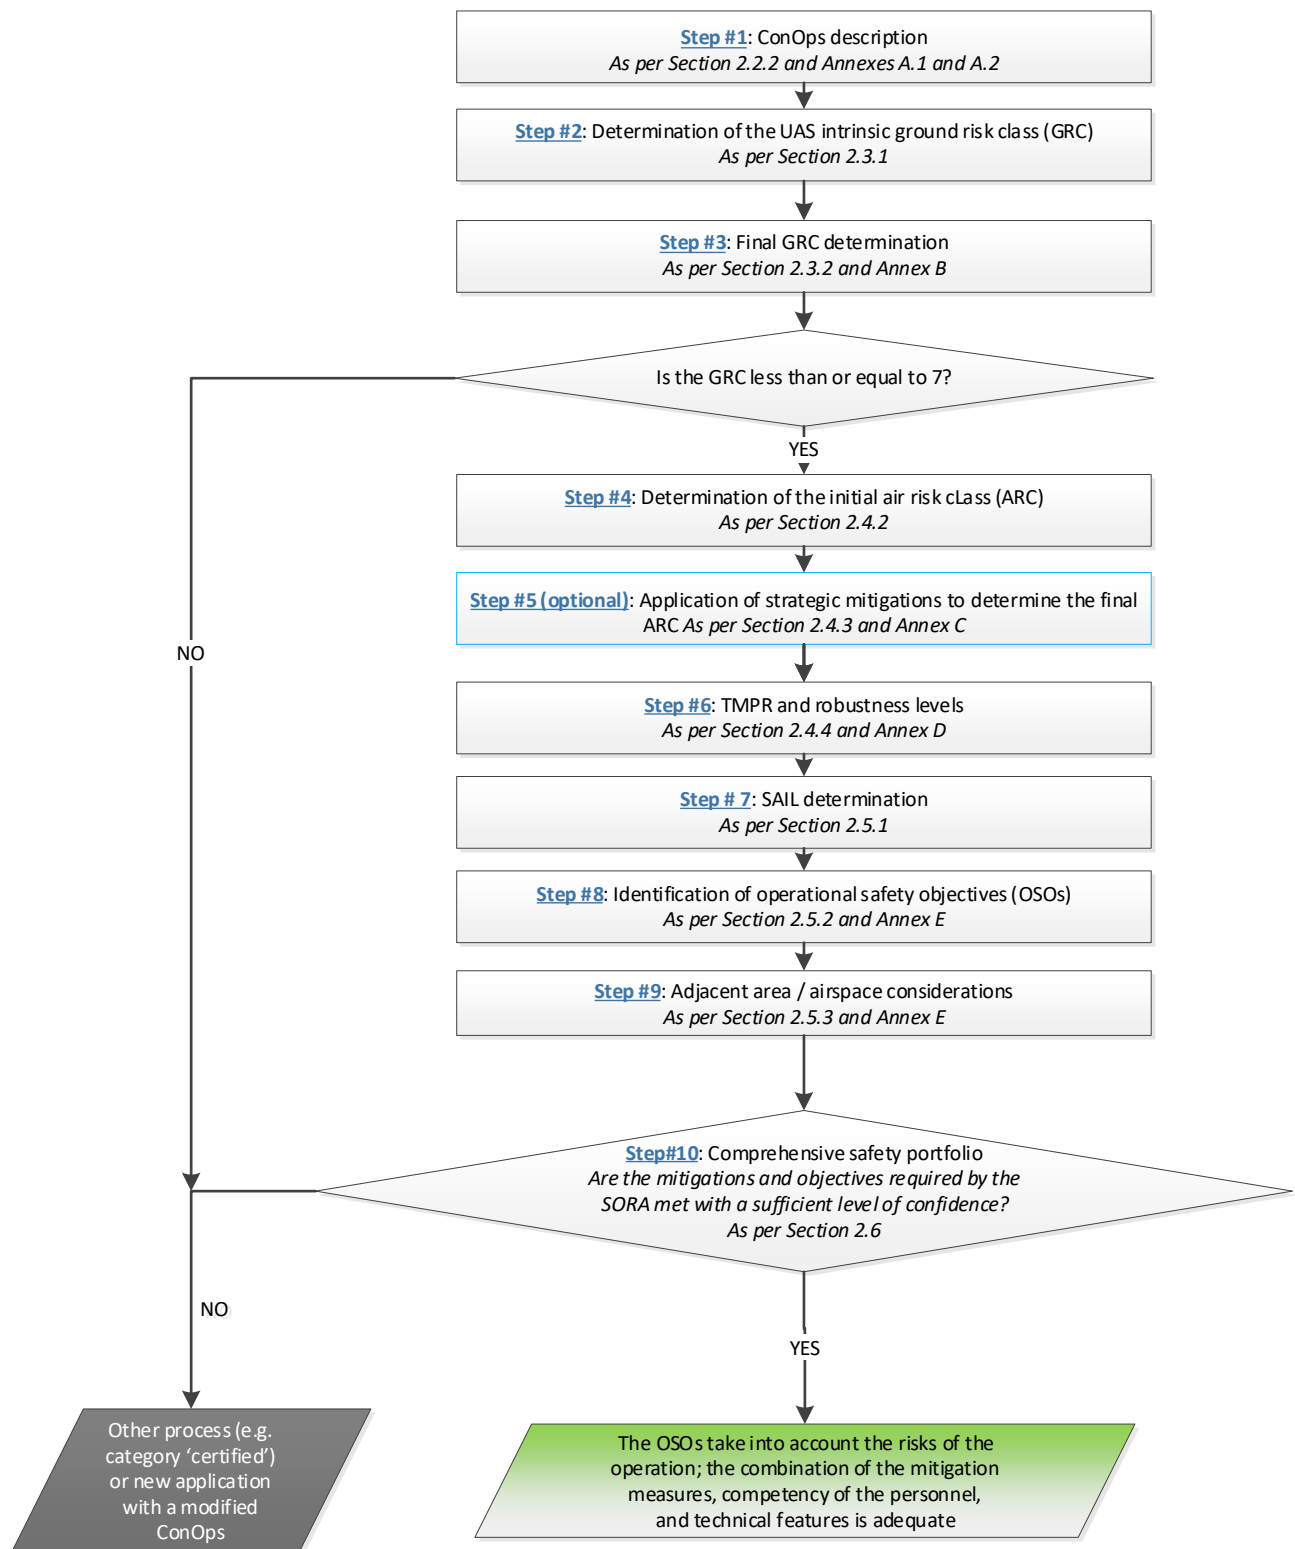 Step #1: ConOps description
As per Section 2.2.2 and Annexes A.1 and A.2
Step #2: Determination of the UAS intrinsic ground risk class (GRC)
As per Section 2.3.1
Step #3: Final GRC determination
As per Section 2.3.2 and Annex B
Is the GRC less than or equal to 7?
YES
Step #4: Determination of the initial air risk cLass (ARC)
As per Section 2.4.2
Step #5 (optional): Application of strategic mitigations to determine the final
ARC As per Section 2.4.3 and Annex C
NO
Step #6: TMPR and robustness levels
As per Section 2.4.4 and Annex D
Step # 7: SAIL determination
As per Section 2.5.1
Step #8: Identification of operational safety objectives (OSOs)
As per Section 2.5.2 and Annex E
Step #9: Adjacent area / airspace considerations
As per Section 2.5.3 and Annex E
Step#10: Comprehensive safety portfolio
Are the mitigations and objectives required by the
SORA met with a sufficient level of confidence?
As per Section 2.6
NO
YES
Other process (e.g.
category ‘certified’)
or new application
with a modified
ConOps
The OSOs take into account the risks of the
operation; the combination of the mitigation
measures, competency of the personnel,
and technical features is adequate